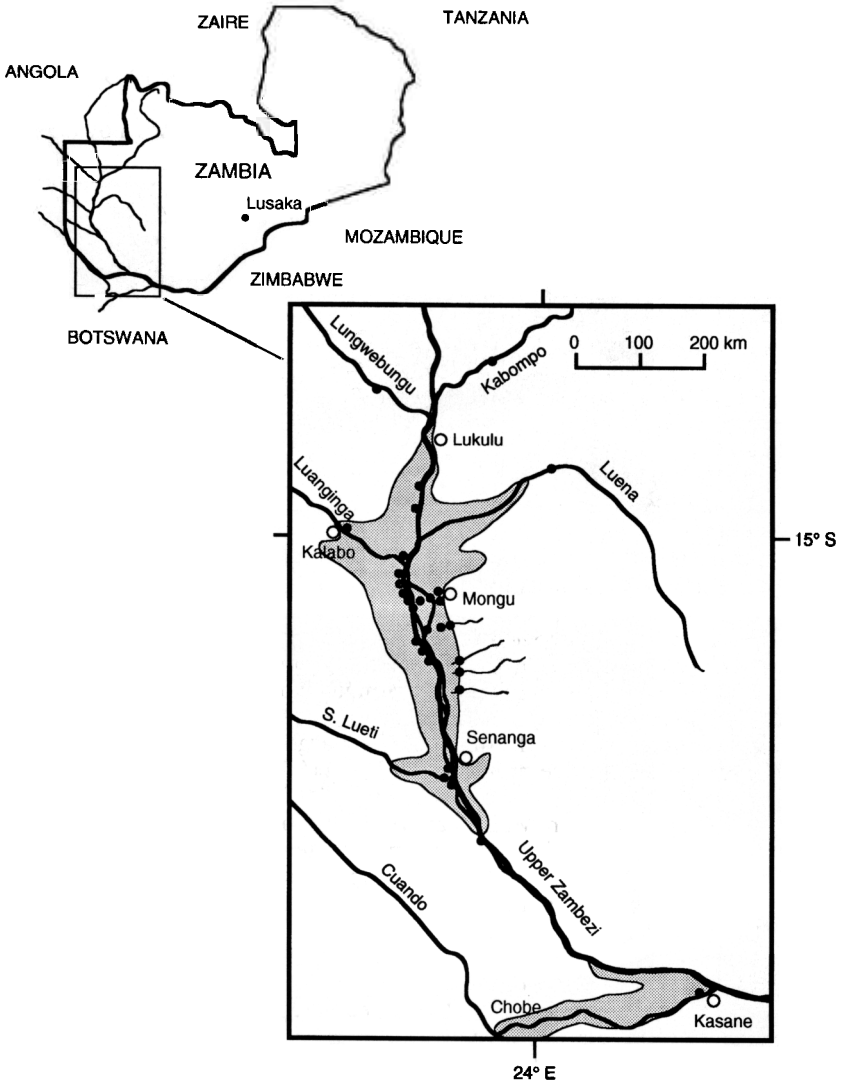 ZAIRE
TANZANIA
ANGOLA
ZAMBIA
Lusaka
MOZAMBIQUE
ZIMBABWE
BOTSWANA
0 100 200 km
Lungwebungu
Kabompo
Lukulu
Luanginga
Luena
15° S
Kalabo
Mongu
S. Lueti
Senanga
Upper Zambezi
Cuando
Chobe
Kasane
24° E